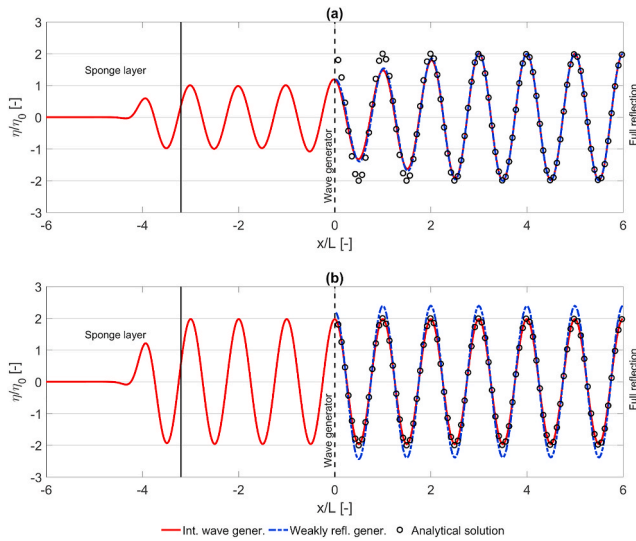 (a)
3
2
1
0
-1
-2
-3
η/η0 [-]
Sponge layer
Wave generator
Full reflection
-6 -4 -2 0 2 4 6
x/L [-]
(b)
3
2
1
0
-1
-2
-3
η/η0 [-]
Sponge layer
Wave generator
Full reflection
-6 -4 -2 0 2 4 6
x/L [-]
Int. wave gener. Weakly refl. gener. Analytical solution